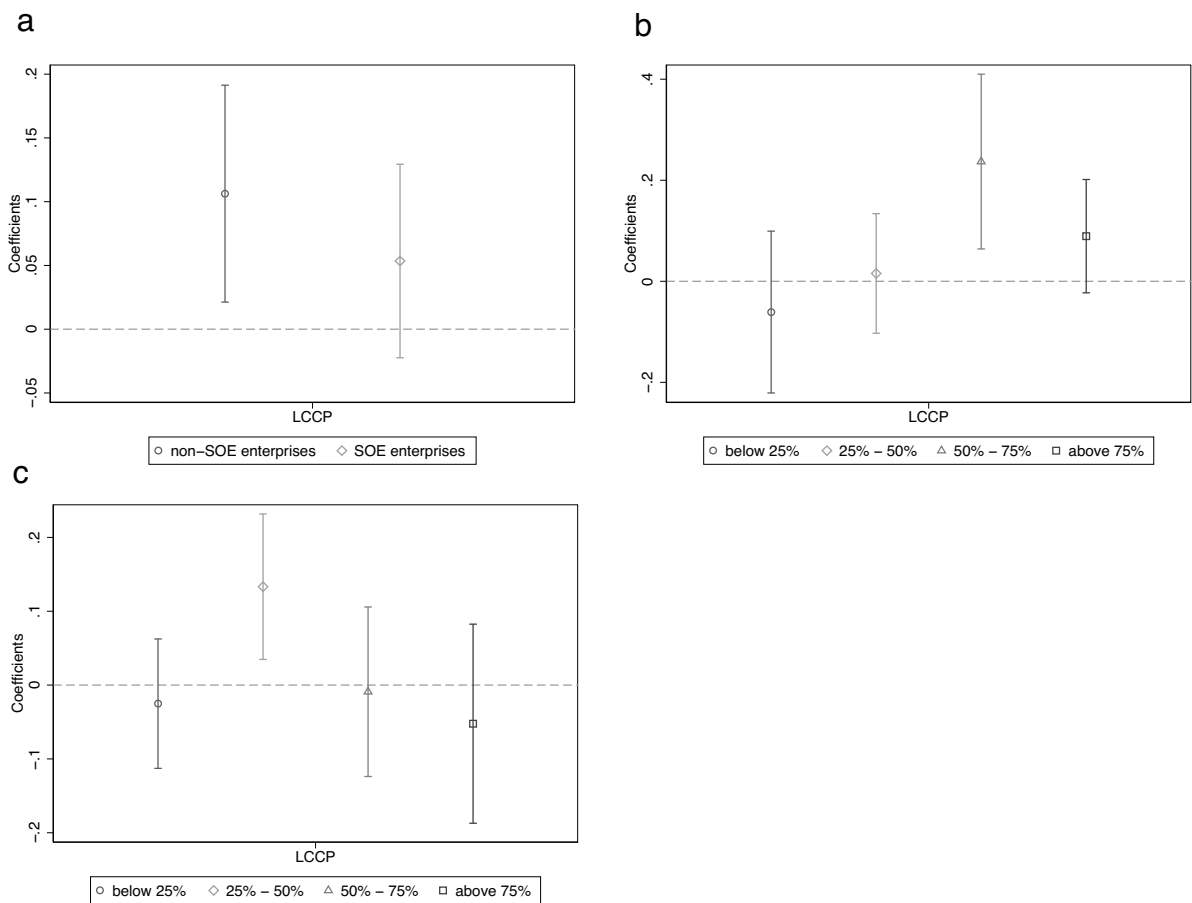 a
.2
.15
.1
.05
0
-.05
Coefficients
LCCP
non-SOE enterprises SOE enterprises
b
.4
.2
0
-.2
Coefficients
LCCP
below 25% 25% - 50% 50% - 75% above 75%
c
.2
.1
0
-.1
-.2
Coefficients
LCCP
below 25% 25% - 50% 50% - 75% above 75%